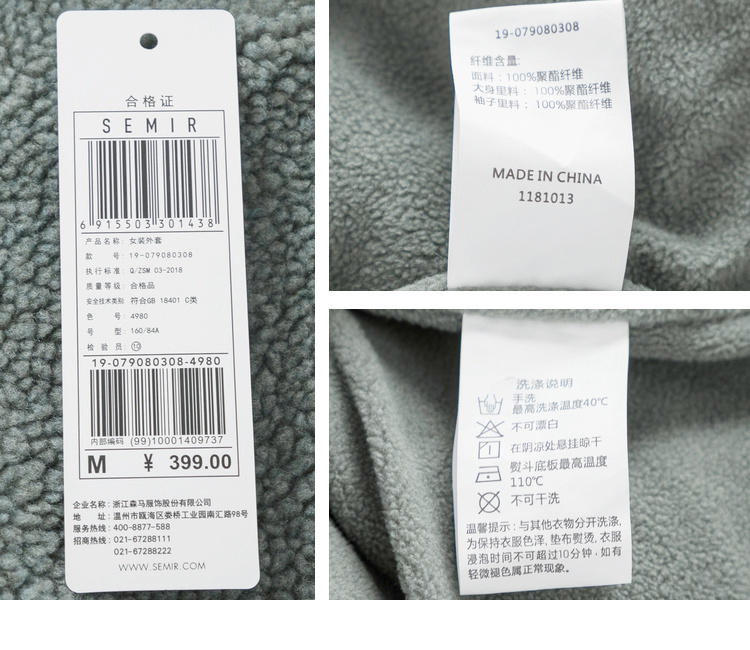 合格证
SEMIR
6 915503 301438
产品名称: 女装外套
款 号: 19-079080308
执行标准: Q/ZSM 03-2018
质量等级: 合格品
安全技术类别 符合GB 18401 C类
色 号: 4980
号 型: 160/84A
检 验 员: 10
19-079080308-4980
内部编码 (99)10001409737
M ¥ 399.00
企业名称: 浙江森马服饰股份有限公司
地 址: 温州市瓯海区娄桥工业园南汇路98号
服务热线: 400-8877-588
招商热线: 021-67288111
021-67288222
WWW.SEMIR.COM
19-079080308
纤维含量:
面料: 100%聚酯纤维
大身里料: 100%聚酯纤维
袖子里料: 100%聚酯纤维
MADE IN CHINA
1181013
洗涤说明
手洗
最高洗涤温度40℃
不可漂白
在阴凉处悬挂晾干
熨斗底板最高温度
110℃
不可干洗
温馨提示: 与其他衣物分开洗涤,
为保持衣服色泽, 垫布熨烫, 衣服
浸泡时间不可超过10分钟, 如有
轻微褪色属正常现象。